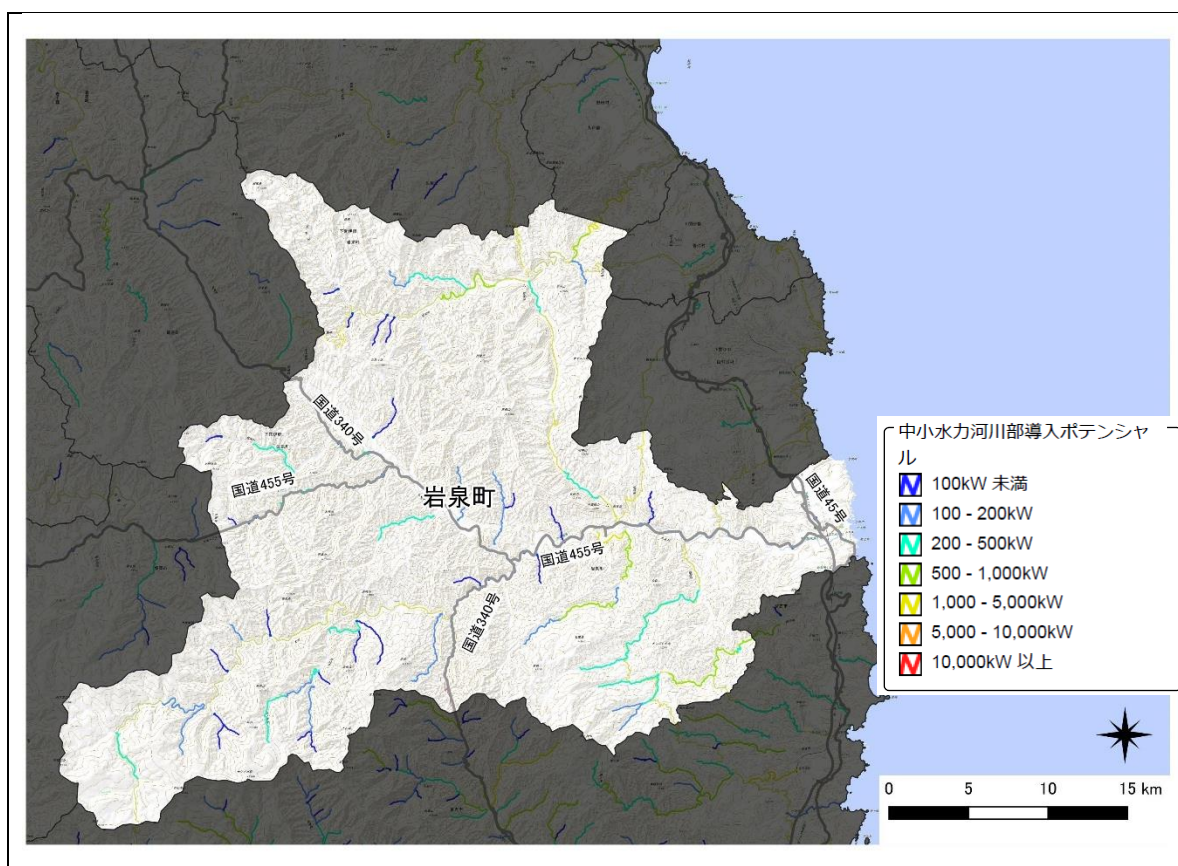 国道340号
国道455号
岩泉町
国道45号
国道455号
国道340号
中小水力河川部導入ポテンシャ
ル
100kW 未満
100 - 200kW
200 - 500kW
500 - 1,000kW
1,000 - 5,000kW
5,000 - 10,000kW
10,000kW 以上
0 5 10 15 km